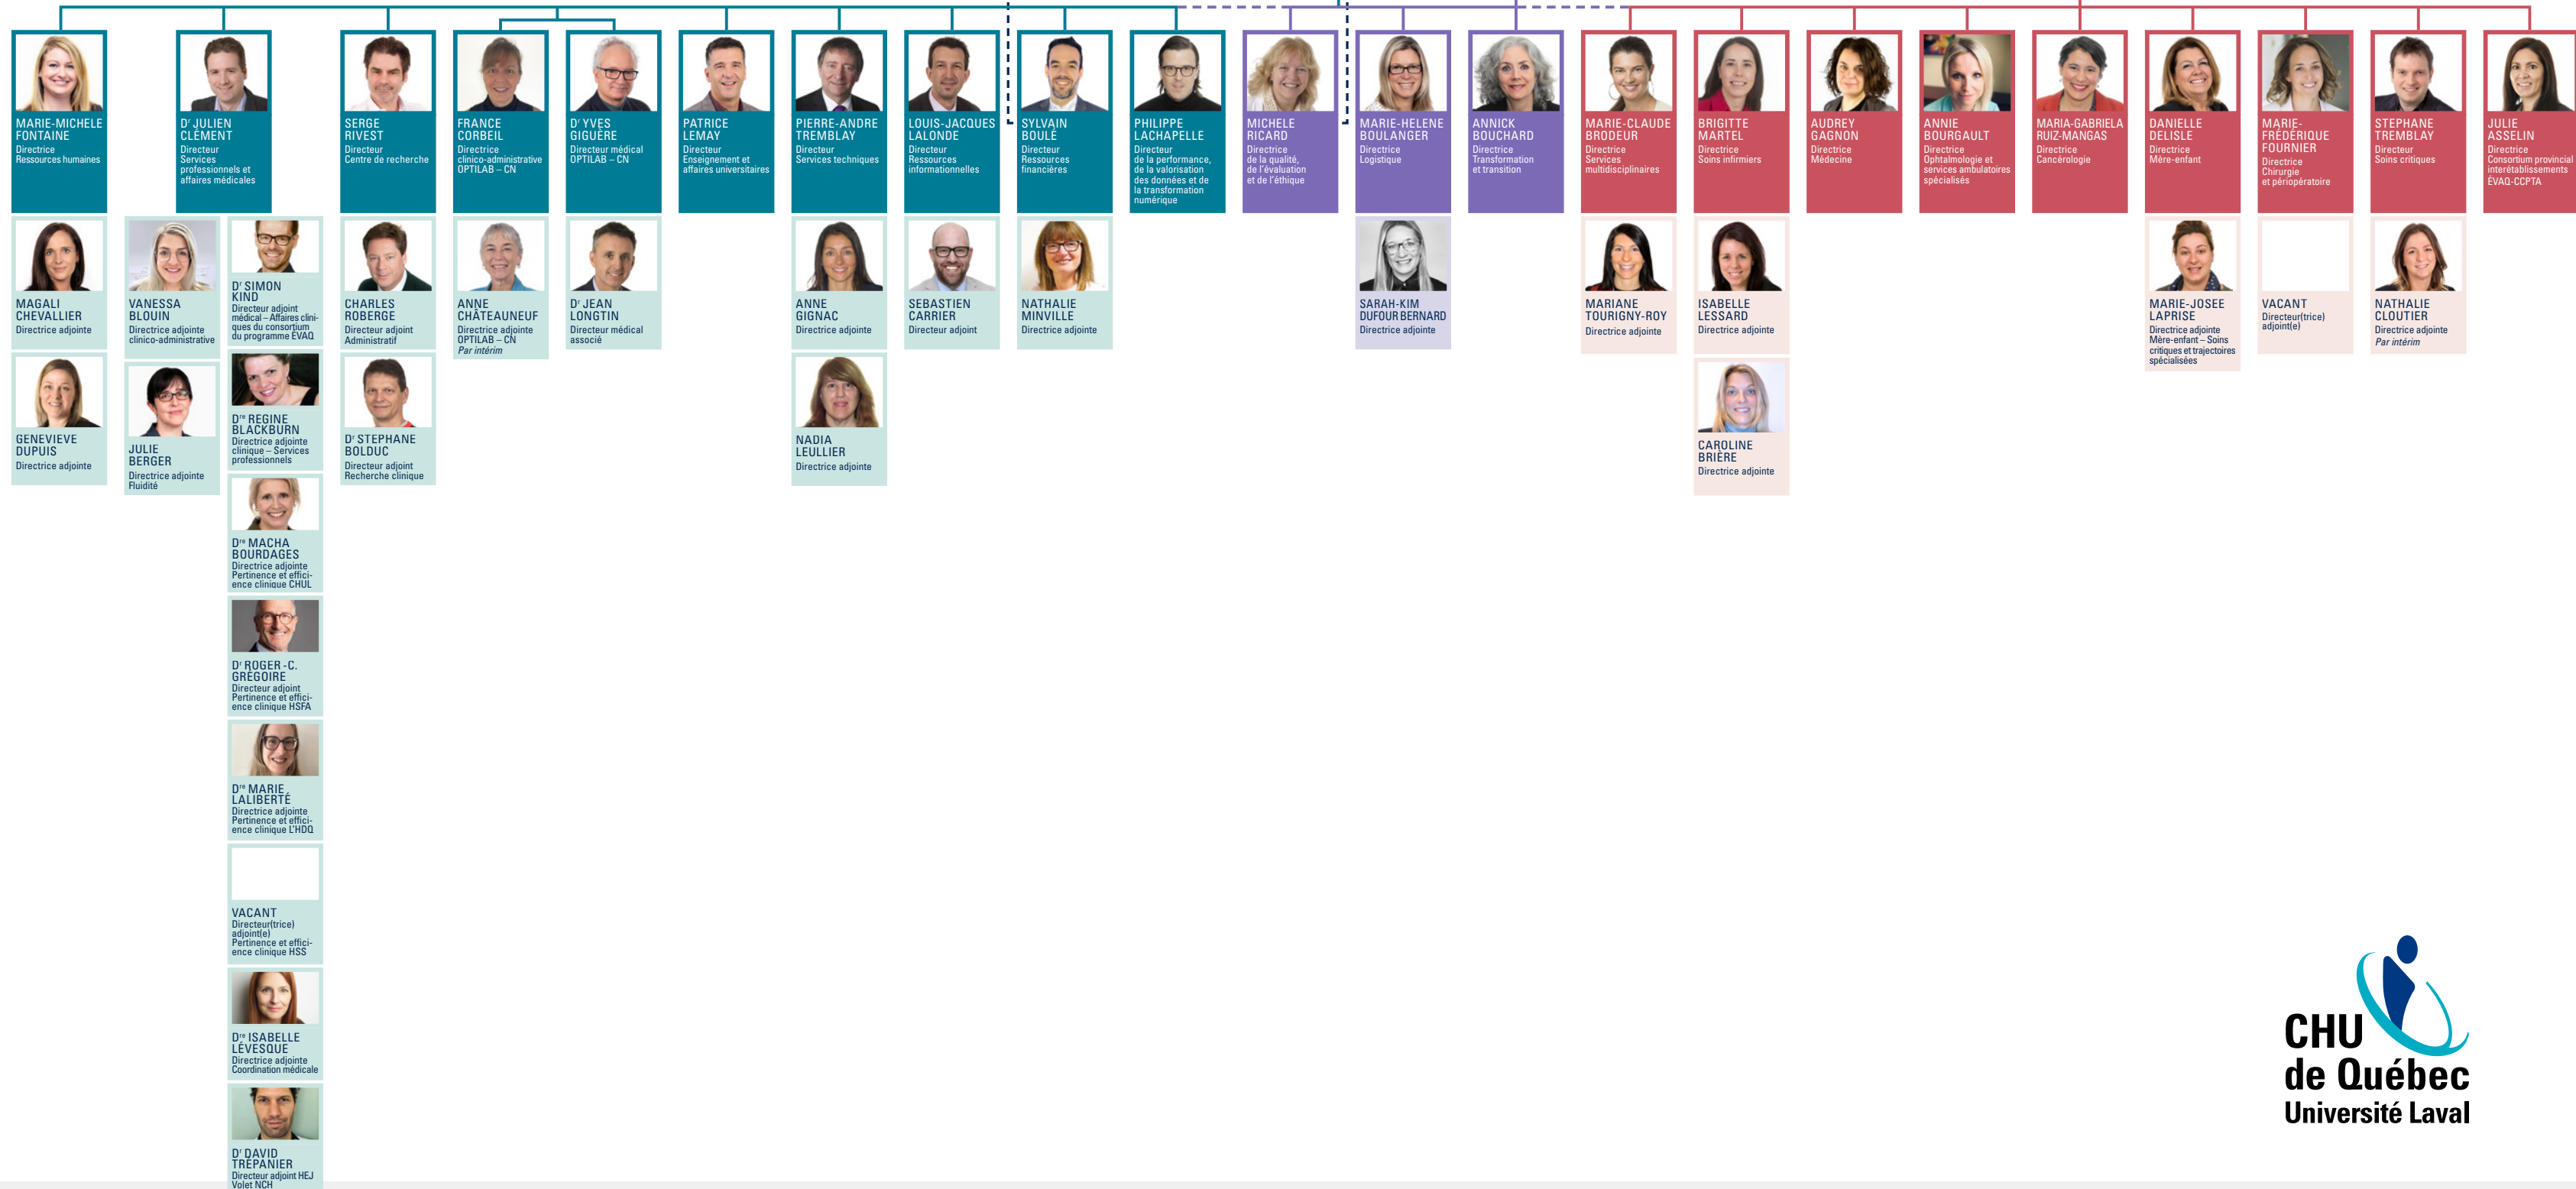 MARIE-MICHELE
FONTAINE
Directrice
Ressources humaines
Dr JULIEN
CLÉMENT
Directeur
Services
professionnels et
affaires médicales
SERGE
RIVEST
Directeur
Centre de recherche
FRANCE
CORBEIL
Directrice
clinico-administrative
OPTILAB – CN
Dr YVES
GIGUÈRE
Directeur médical
OPTILAB – CN
PATRICE
LEMAY
Directeur
Enseignement et
affaires universitaires
PIERRE-ANDRE
TREMBLAY
Directeur
Services techniques
LOUIS-JACQUES
LALONDE
Directeur
Ressources
informationnelles
SYLVAIN
BOULÉ
Directeur
Ressources
financières
PHILIPPE
LACHAPELLE
Directeur
de la performance,
de la valorisation
des données et de
la transformation
numérique
MICHELE
RICARD
Directrice
de la qualité,
de l'évaluation
et de l'éthique
MARIE-HELENE
BOULANGER
Directrice
Logistique
ANNICK
BOUCHARD
Directrice
Transformation
et transition
MARIE-CLAUDE
BRODEUR
Directrice
Services
multidisciplinaires
BRIGITTE
MARTEL
Directrice
Soins infirmiers
AUDREY
GAGNON
Directrice
Médecine
ANNIE
BOURGAULT
Directrice
Ophtalmologie et
services ambulatoires
spécialisés
MARIA-GABRIELA
RUIZ-MANGAS
Directrice
Cancérologie
DANIELLE
DELISLE
Directrice
Mère-enfant
MARIE-
FRÉDÉRIQUE
FOURNIER
Directrice
Chirurgie
et périopératoire
STEPHANE
TREMBLAY
Directeur
Soins critiques
JULIE
ASSELIN
Directrice
Consortium provincial
interétablissements
ÉVAQ-CCPTA
MAGALI
CHEVALLIER
Directrice adjointe
VANESSA
BLOUIN
Directrice adjointe
clinico-administrative
Dr SIMON
KIND
Directeur adjoint
médical – Affaires clini-
ques du consortium
du programme ÉVAQ
CHARLES
ROBERGE
Directeur adjoint
Administratif
ANNE
CHÂTEAUNEUF
Directrice adjointe
OPTILAB – CN
Par intérim
Dr JEAN
LONGTIN
Directeur médical
associé
ANNE
GIGNAC
Directrice adjointe
SEBASTIEN
CARRIER
Directeur adjoint
NATHALIE
MINVILLE
Directrice adjointe
SARAH-KIM
DUFOUR BERNARD
Directrice adjointe
MARIANE
TOURIGNY-ROY
Directrice adjointe
ISABELLE
LESSARD
Directrice adjointe
MARIE-JOSEE
LAPRISE
Directrice adjointe
Mère-enfant – Soins
critiques et trajectoires
spécialisées
VACANT
Directeur(trice)
adjoint(e)
NATHALIE
CLOUTIER
Directrice adjointe
Par intérim
GENEVIEVE
DUPUIS
Directrice adjointe
JULIE
BERGER
Directrice adjointe
Fluidité
Dre REGINE
BLACKBURN
Directrice adjointe
clinique – Services
professionnels
Dr STEPHANE
BOLDUC
Directeur adjoint
Recherche clinique
NADIA
LEULLIER
Directrice adjointe
CAROLINE
BRIÈRE
Directrice adjointe
Dre MACHA
BOURDAGES
Directrice adjointe
Pertinence et effici-
ence clinique CHUL
Dr ROGER -C.
GRÉGOIRE
Directeur adjoint
Pertinence et effici-
ence clinique HSFA
Dre MARIE
LALIBERTÉ
Directrice adjointe
Pertinence et effici-
ence clinique L'HDQ
VACANT
Directeur(trice)
adjoint(e)
Pertinence et effici-
ence clinique HSS
Dre ISABELLE
LÉVESQUE
Directrice adjointe
Coordination médicale
Dr DAVID
TRÉPANIER
Directeur adjoint HEJ
Volet NCH
CHU
de Québec
Université Laval